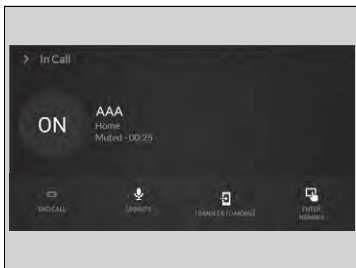 In Call
ON
AAA
Home
Muted - 00:25
END CALL
UNMUTE
TRANSFER TO MOBILE
ENTER
NUMBER